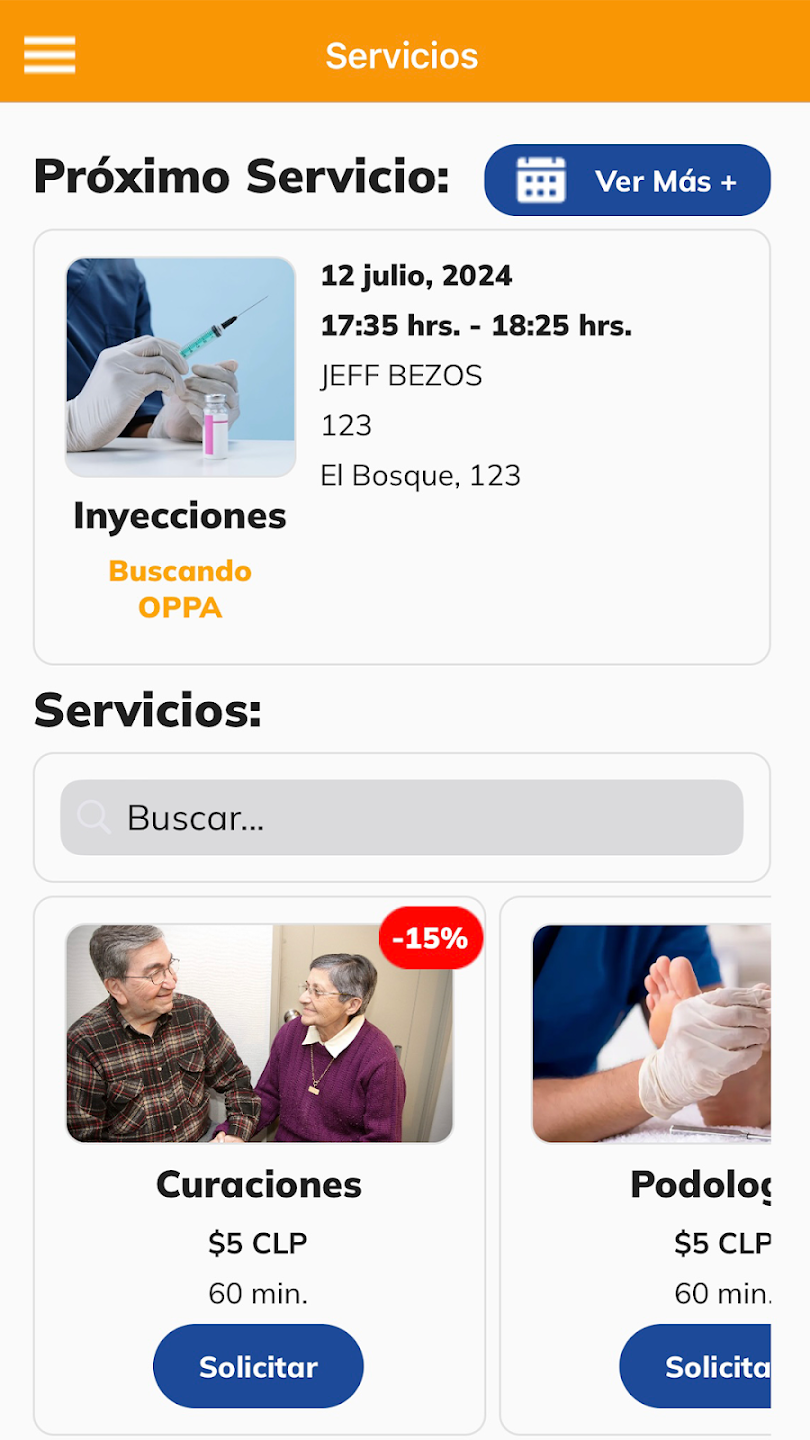 Servicios
Próximo Servicio:
Ver Más +
12 julio, 2024
17:35 hrs. - 18:25 hrs.
JEFF BEZOS
123
El Bosque, 123
Inyecciones
Buscando
OPPA
Servicios:
Buscar...
-15%
Curaciones
$5 CLP
60 min.
Solicitar
Podolog
$5 CLP
60 min.
Solicita